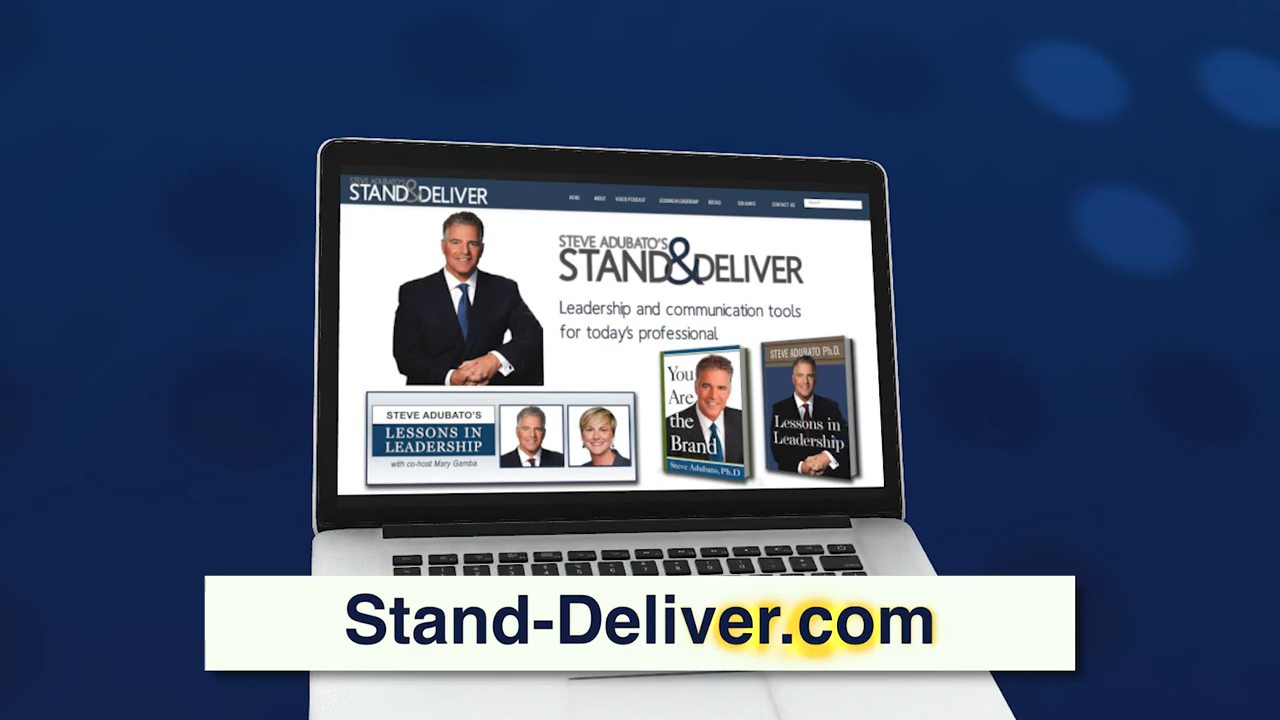 STEVE ADUBATO'S
STAND&DELIVER
HOME ABOUT VIDEO PODCAST LESSONS IN LEADERSHIP BOOKS COLUMNS CONTACT US
STEVE ADUBATO'S
STAND&DELIVER
Leadership and communication tools
for today's professional
STEVE ADUBATO'S
LESSONS IN
LEADERSHIP
with co-host Mary Gamba
You
Are
the
Brand
Steve Adubato, Ph.D
STEVE ADUBATO Ph.D.
Lessons in
Leadership
Stand-Deliver.com